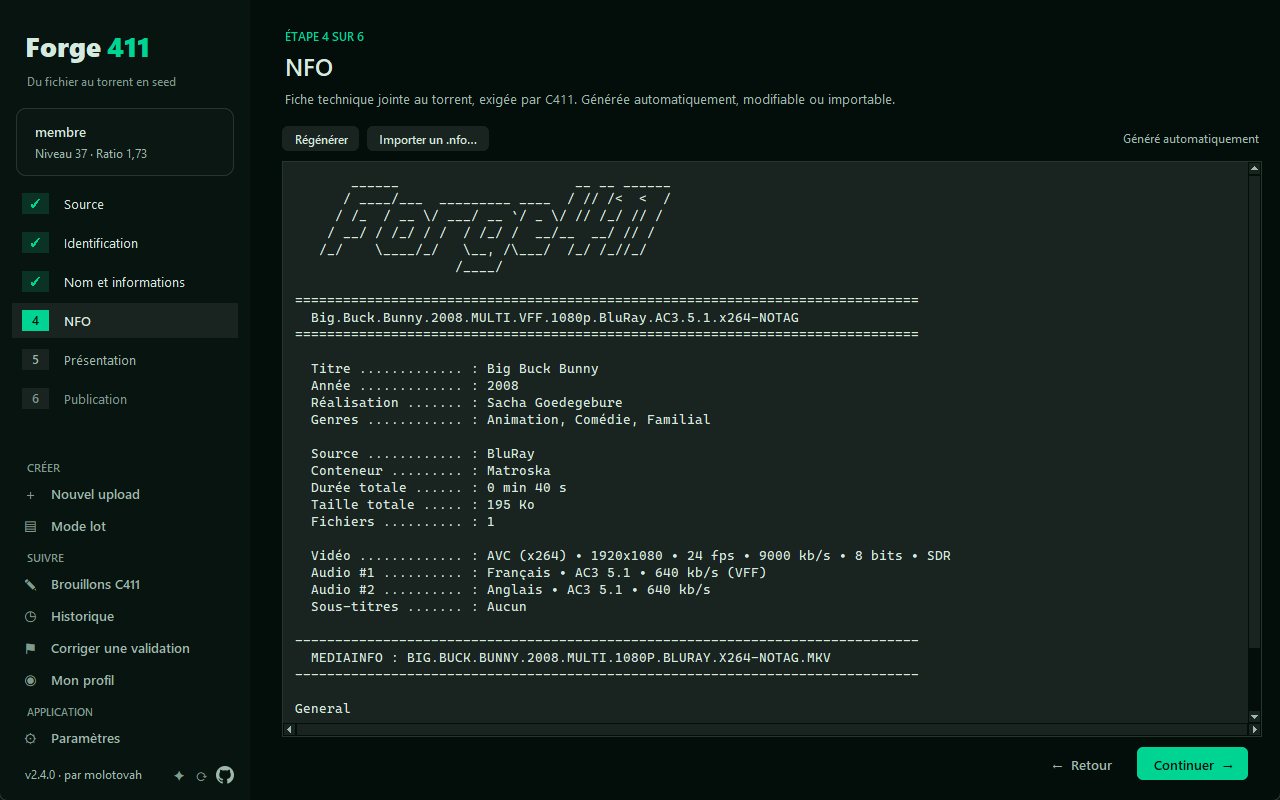 Forge 411
Du fichier au torrent en seed
membre
Niveau 37 · Ratio 1,73
✓ Source
✓ Identification
✓ Nom et informations
4 NFO
5 Présentation
6 Publication
CRÉER
+ Nouvel upload
Mode lot
SUIVRE
Brouillons C411
Historique
Corriger une validation
Mon profil
APPLICATION
Paramètres
v2.4.0 · par molotovah
ÉTAPE 4 SUR 6
NFO
Fiche technique jointe au torrent, exigée par C411. Générée automatiquement, modifiable ou importable.
Régénérer
Importer un .nfo...
Généré automatiquement
Forge411
==============================================================================
Big.Buck.Bunny.2008.MULTI.VFF.1080p.BluRay.AC3.5.1.x264-NOTAG
==============================================================================
Titre ............. : Big Buck Bunny
Année ............. : 2008
Réalisation ....... : Sacha Goedegebure
Genres ............ : Animation, Comédie, Familial
Source ............ : BluRay
Conteneur ......... : Matroska
Durée totale ...... : 0 min 40 s
Taille totale ..... : 195 Ko
Fichiers .......... : 1
Vidéo ............. : AVC (x264) • 1920x1080 • 24 fps • 9000 kb/s • 8 bits • SDR
Audio #1 .......... : Français • AC3 5.1 • 640 kb/s (VFF)
Audio #2 .......... : Anglais • AC3 5.1 • 640 kb/s
Sous-titres ....... : Aucun
------------------------------------------------------------------------------
MEDIAINFO : BIG.BUCK.BUNNY.2008.MULTI.1080P.BLURAY.X264-NOTAG.MKV
------------------------------------------------------------------------------
General
← Retour
Continuer →